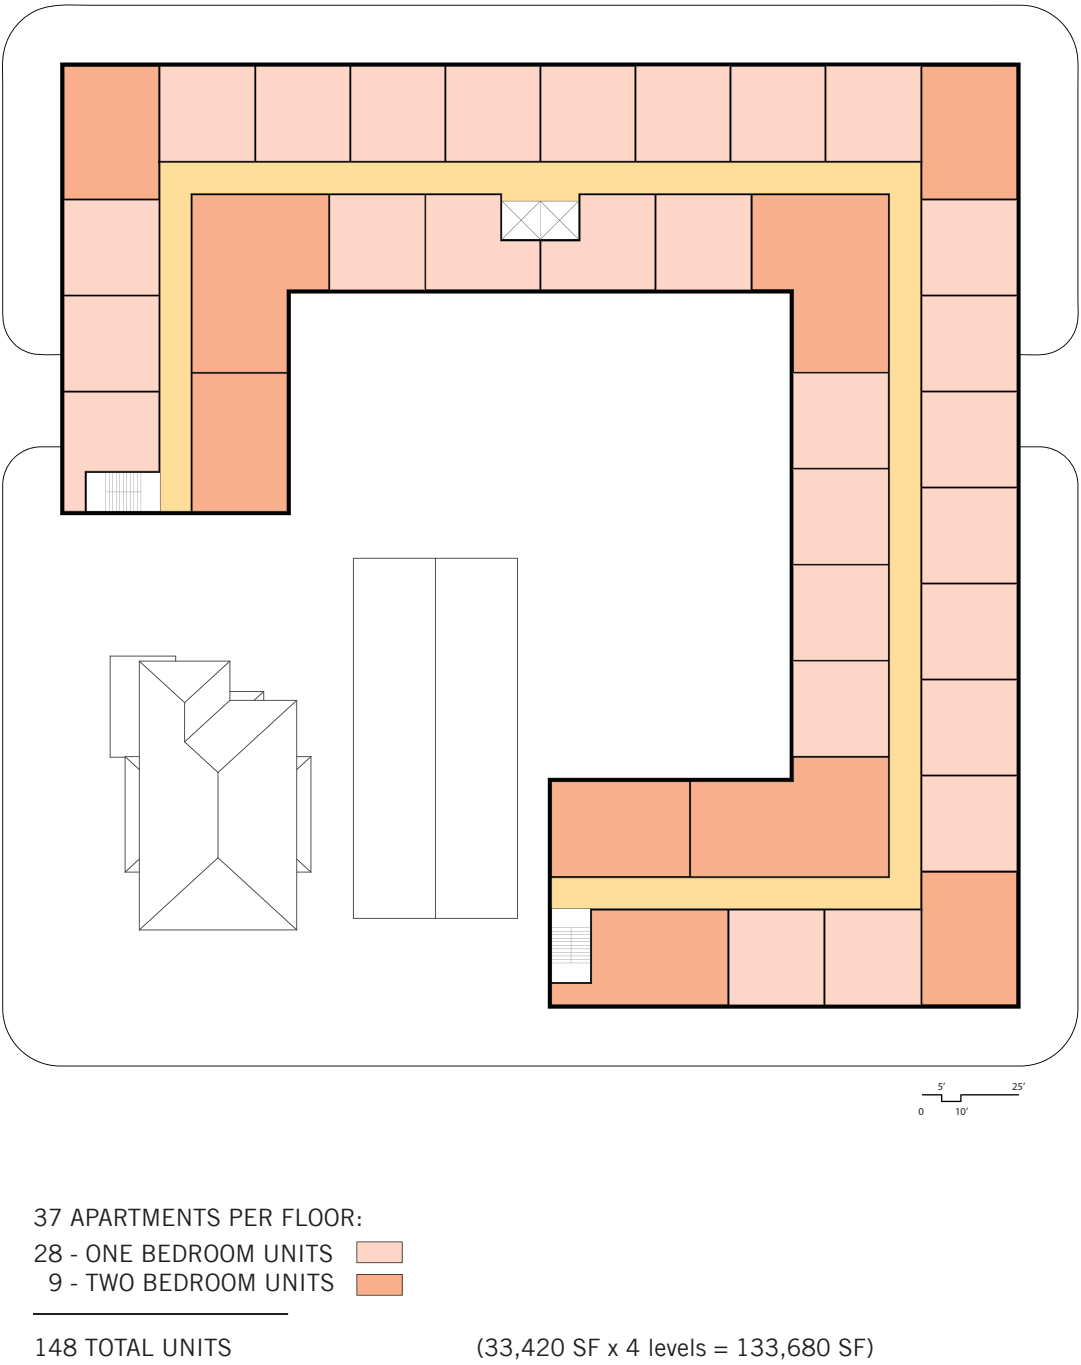 5′ 25′
0 10′
37 APARTMENTS PER FLOOR:
28 - ONE BEDROOM UNITS
9 - TWO BEDROOM UNITS
148 TOTAL UNITS (33,420 SF x 4 levels = 133,680 SF)